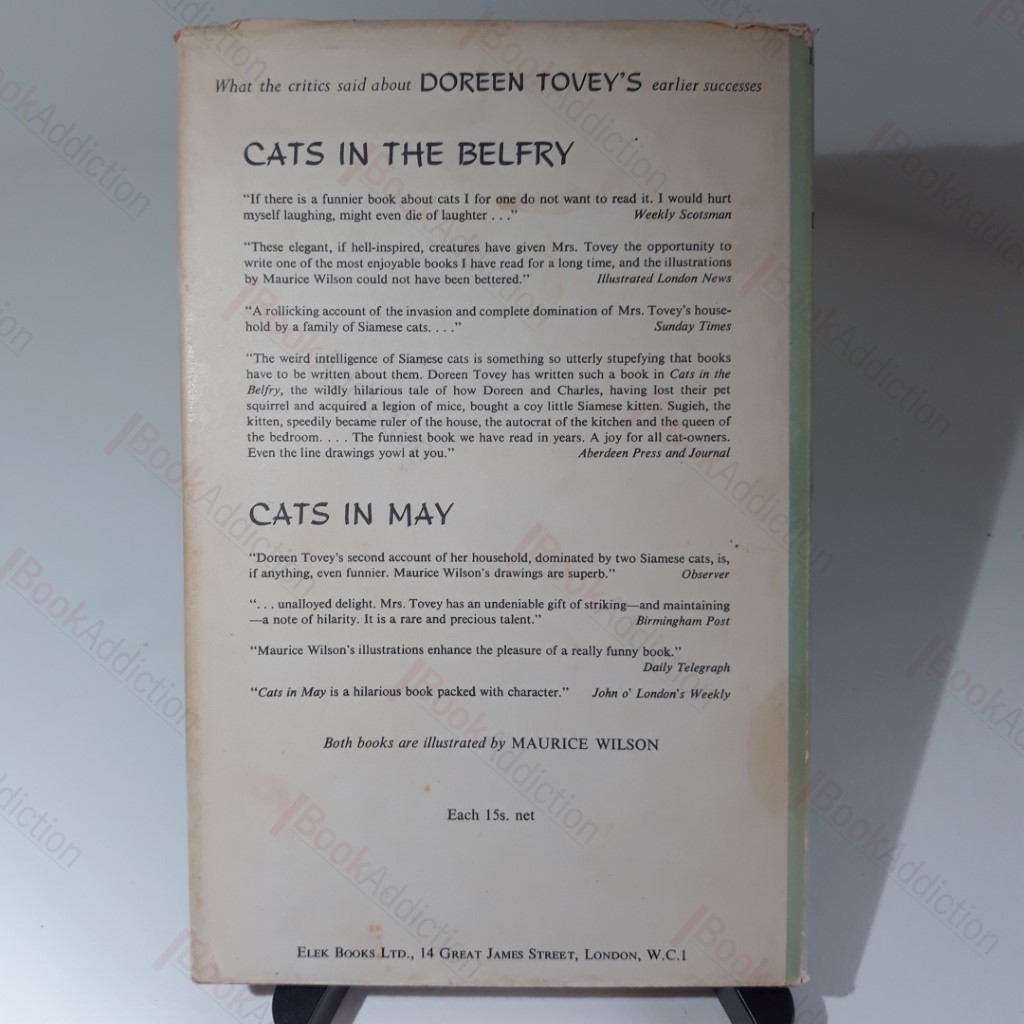 What the critics said about DOREEN TOVEY'S earlier successes
CATS IN THE BELFRY
"If there is a funnier book about cats I for one do not want to read it. I would hurt
myself laughing, might even die of laughter . . ." Weekly Scotsman
"These elegant, if hell-inspired, creatures have given Mrs. Tovey the opportunity to
write one of the most enjoyable books I have read for a long time, and the illustrations
by Maurice Wilson could not have been bettered." Illustrated London News
"A rollicking account of the invasion and complete domination of Mrs. Tovey's house-
hold by a family of Siamese cats. . . ." Sunday Times
"The weird intelligence of Siamese cats is something so utterly stupefying that books
have to be written about them. Doreen Tovey has written such a book in Cats in the
Belfry, the wildly hilarious tale of how Doreen and Charles, having lost their pet
squirrel and acquired a legion of mice, bought a coy little Siamese kitten. Sugieh, the
kitten, speedily became ruler of the house, the autocrat of the kitchen and the queen of
the bedroom. . . . The funniest book we have read in years. A joy for all cat-owners.
Even the line drawings yowl at you." Aberdeen Press and Journal
CATS IN MAY
"Doreen Tovey's second account of her household, dominated by two Siamese cats, is,
if anything, even funnier. Maurice Wilson's drawings are superb." Observer
". . . unalloyed delight. Mrs. Tovey has an undeniable gift of striking—and maintaining
—a note of hilarity. It is a rare and precious talent." Birmingham Post
"Maurice Wilson's illustrations enhance the pleasure of a really funny book."
Daily Telegraph
"Cats in May is a hilarious book packed with character." John o' London's Weekly
Both books are illustrated by MAURICE WILSON
Each 15s. net
ELEK BOOKS LTD., 14 GREAT JAMES STREET, LONDON, W.C.1
BookAddiction